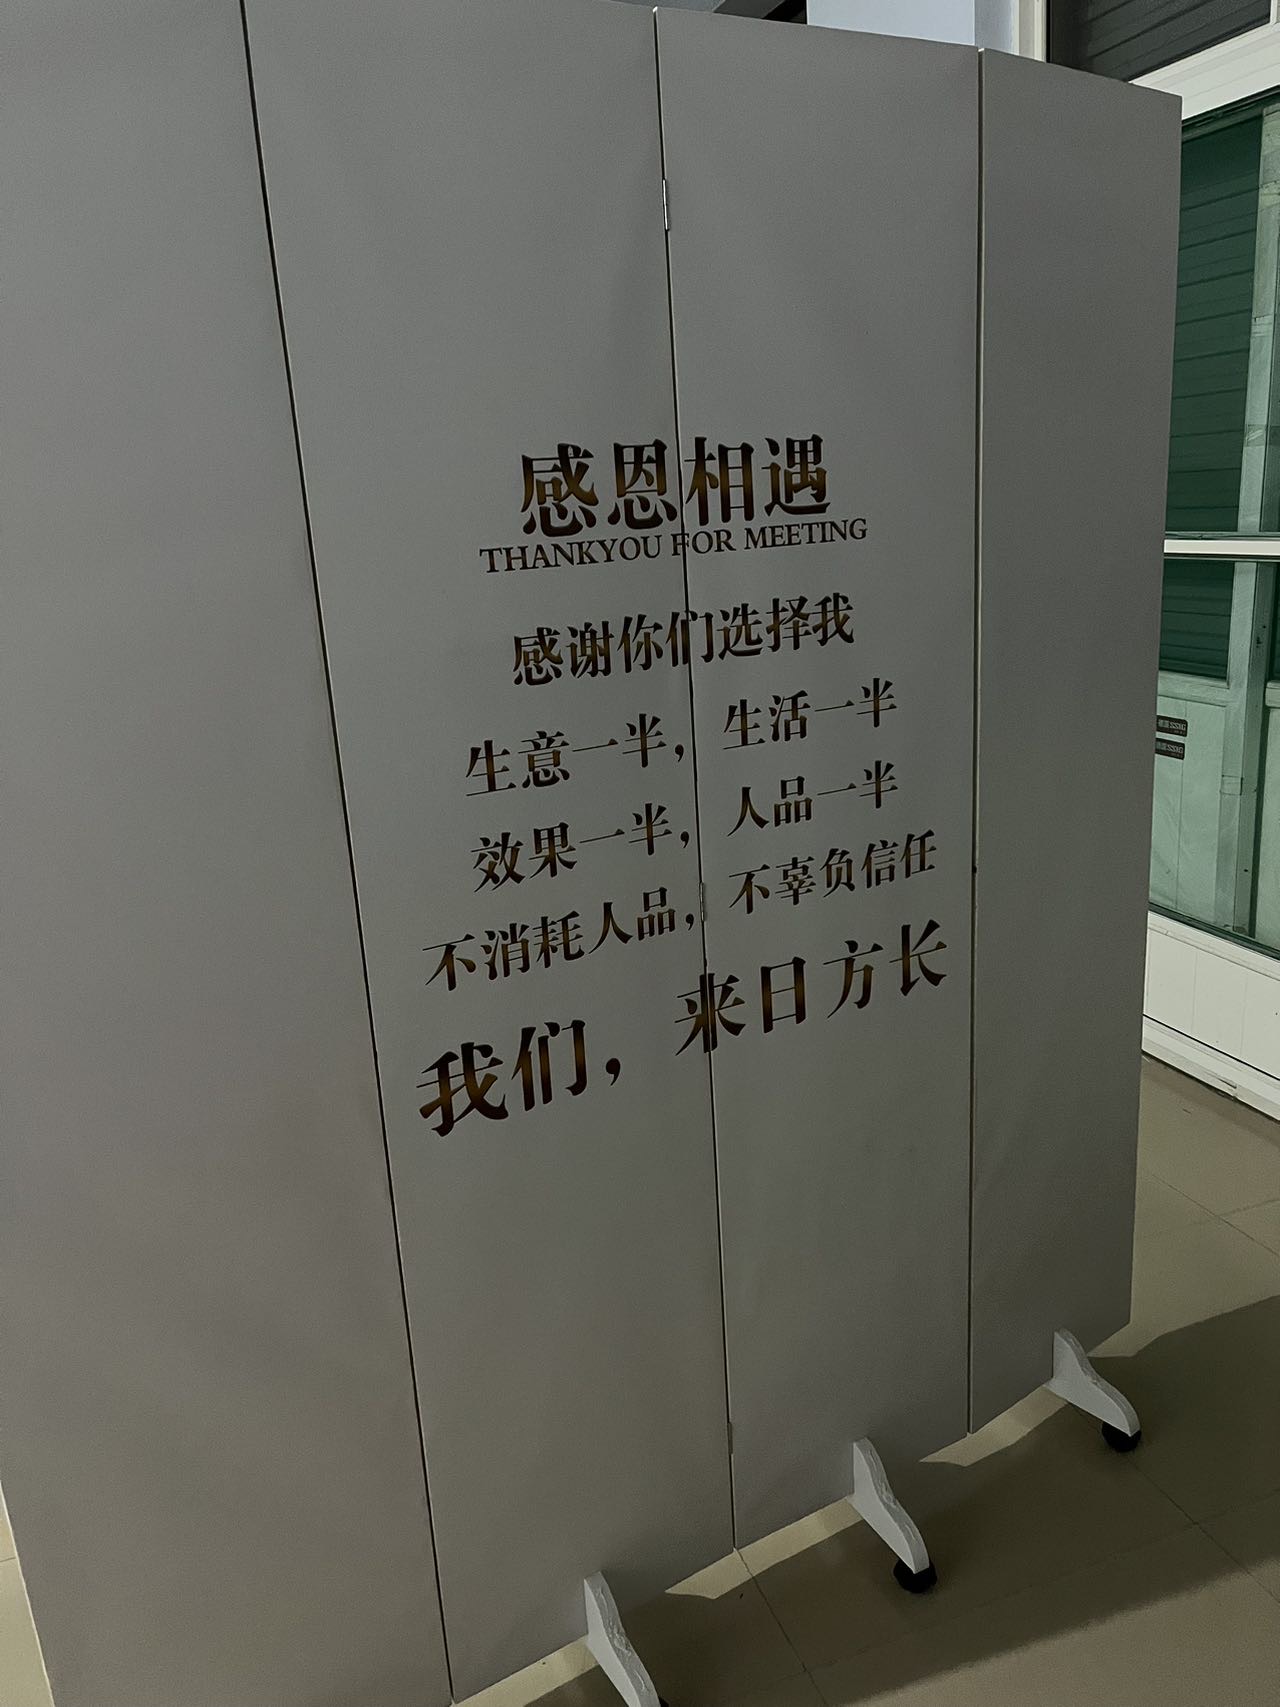 感恩相遇
THANKYOU FOR MEETING
感谢你们选择我
生意一半，生活一半
效果一半，人品一半
不消耗人品，不辜负信任
我们，来日方长